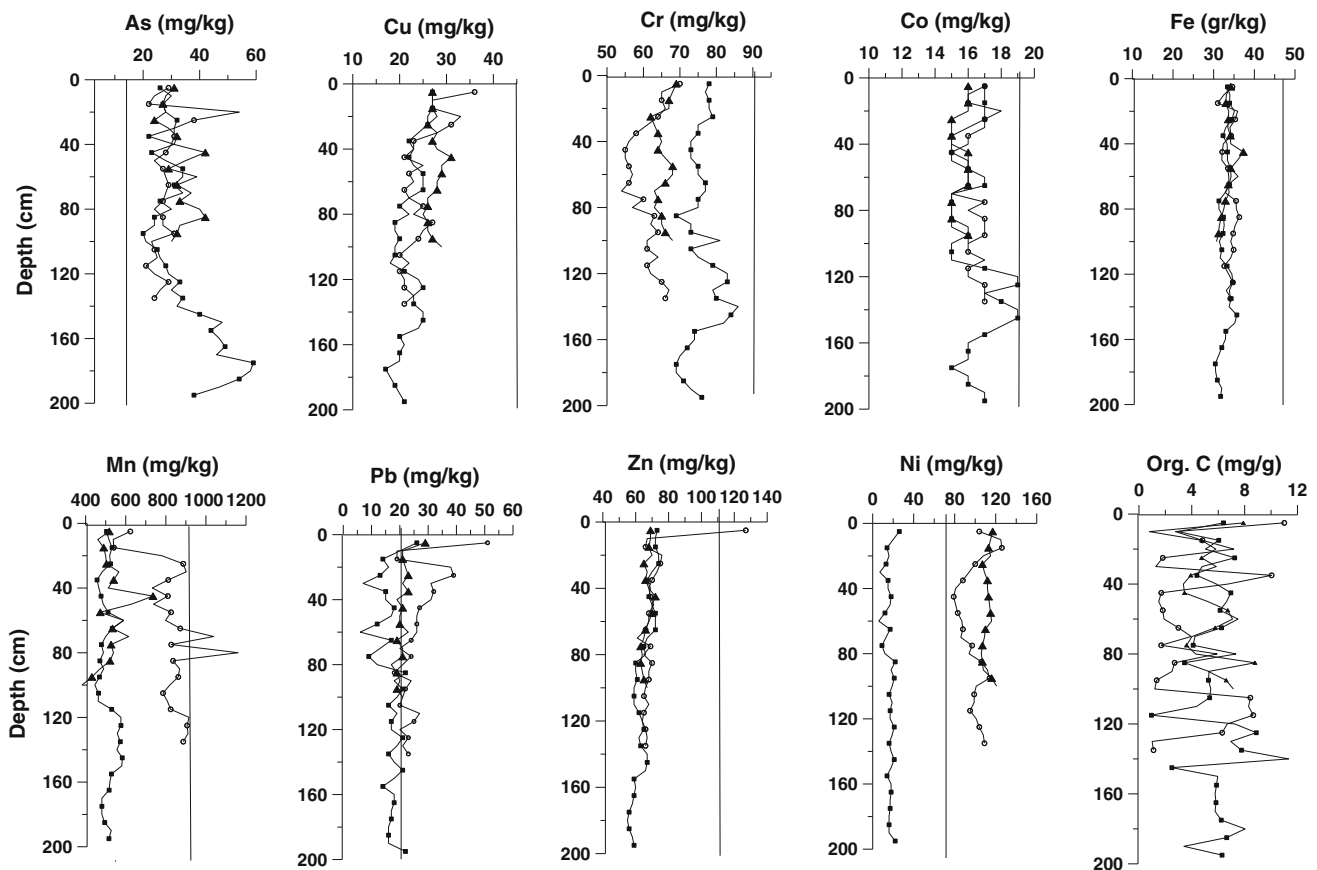 As (mg/kg) Cu (mg/kg) Cr (mg/kg) Co (mg/kg) Fe (gr/kg)
20 40 60 10 20 30 40 50 60 70 80 90 10 12 14 16 18 20 10 20 30 40 50
0 0 0 0 0
40 40 40 40 40
80 80 80 80 80
120 120 120 120 120
160 160 160 160 160
200 200 200 200 200
Depth (cm)
Mn (mg/kg) Pb (mg/kg) Zn (mg/kg) Ni (mg/kg) Org. C (mg/g)
400 600 800 1000 1200 0 10 20 30 40 50 60 40 60 80 100 120 140 0 40 80 120 160 0 4 8 12
0 0 0 0 0
40 40 40 40 40
80 80 80 80 80
120 120 120 120 120
160 160 160 160 160
200 200 200 200 200
Depth (cm)